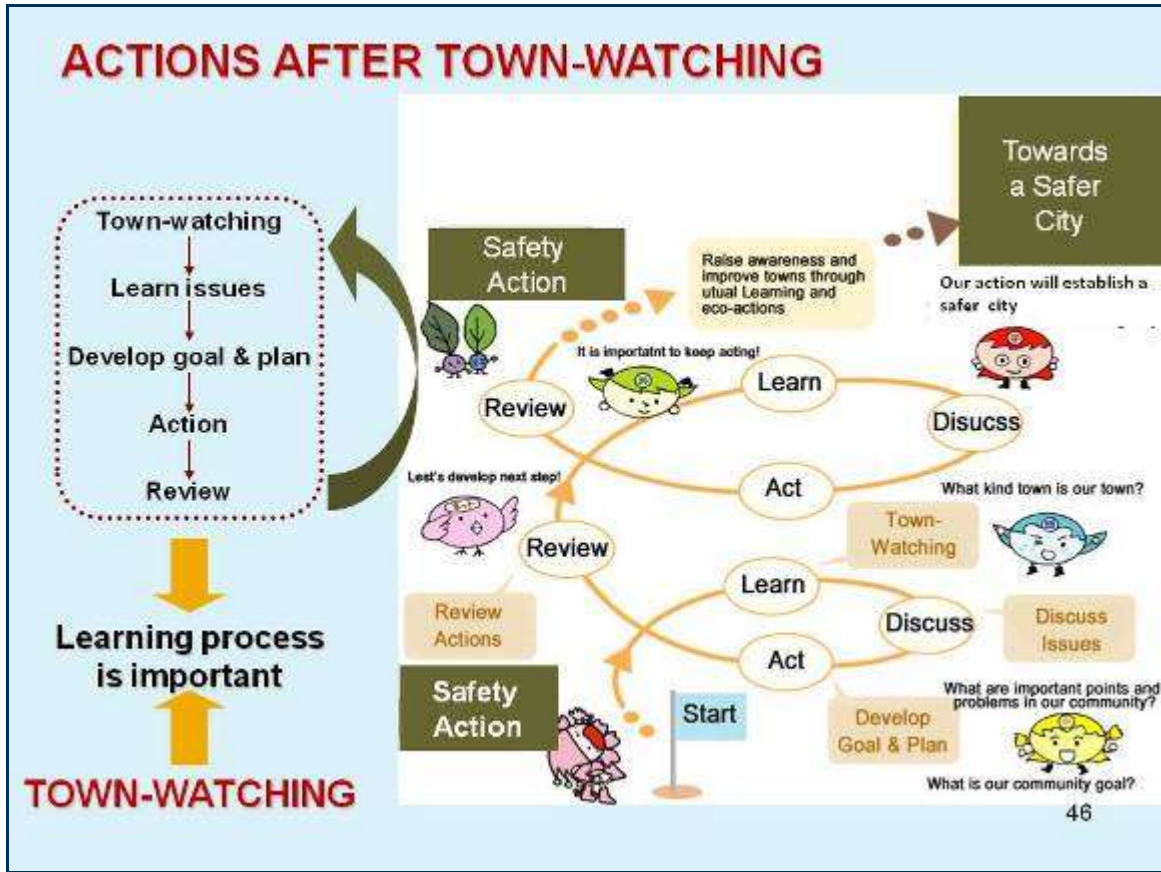 ACTIONS AFTER TOWN-WATCHING
Town-watching
Learn issues
Develop goal & plan
Action
Review
Learning process
is important
TOWN-WATCHING
Towards
a Safer
City
Our action will establish a
safer city
Safety
Action
Raise awareness and
improve towns through
utual Learning and
eco-actions
It is importatnt to keep acting!
Learn
Review
Disucss
Act
Lest's develop next step!
What kind town is our town?
Town-
Watching
Review
Learn
Review
Actions
Discuss
Discuss
Issues
Act
Safety
Action
Start
Develop
Goal & Plan
What are important points and
problems in our community?
What is our community goal?
46